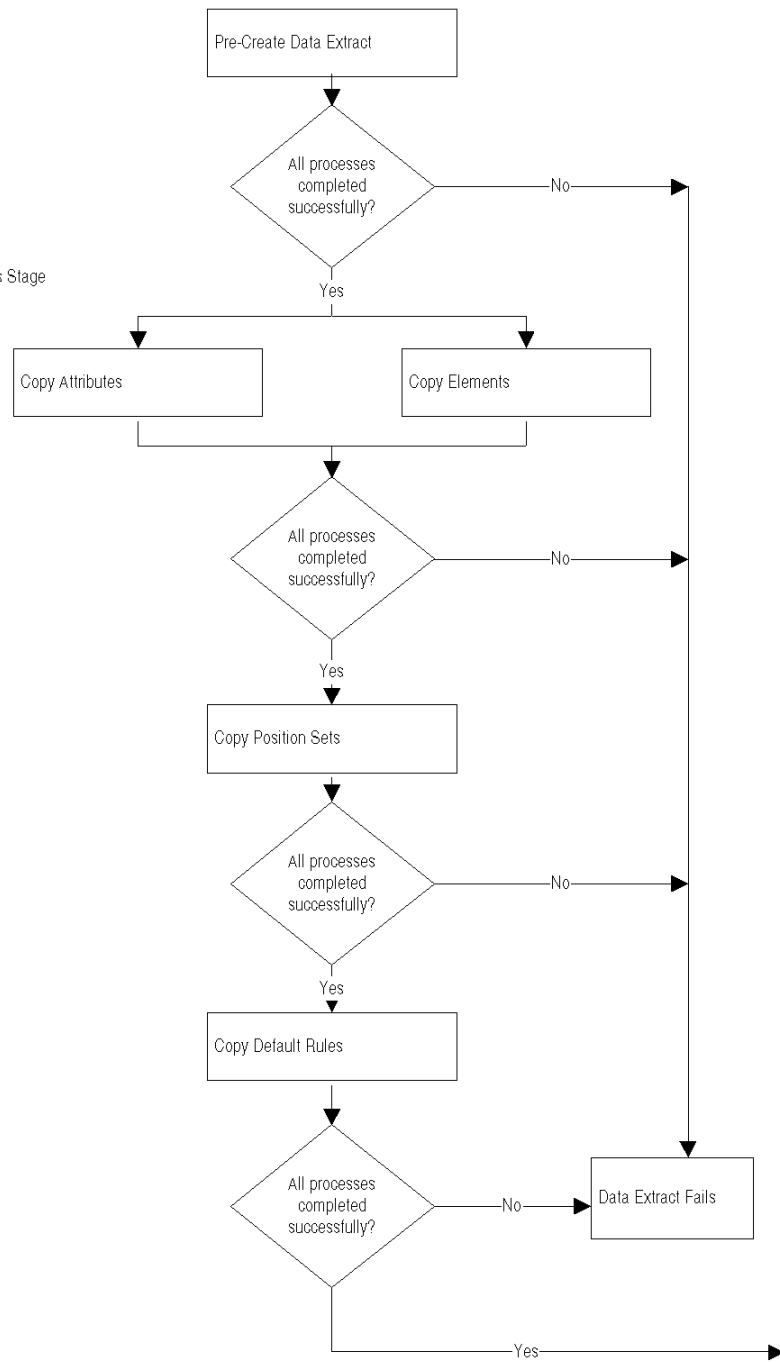 Pre-Create Data Extract
All processes
completed
successfully?
No
s Stage
Yes
Copy Attributes
Copy Elements
All processes
completed
successfully?
No
Yes
Copy Position Sets
All processes
completed
successfully?
No
Yes
Copy Default Rules
All processes
completed
successfully?
No
Data Extract Fails
Yes